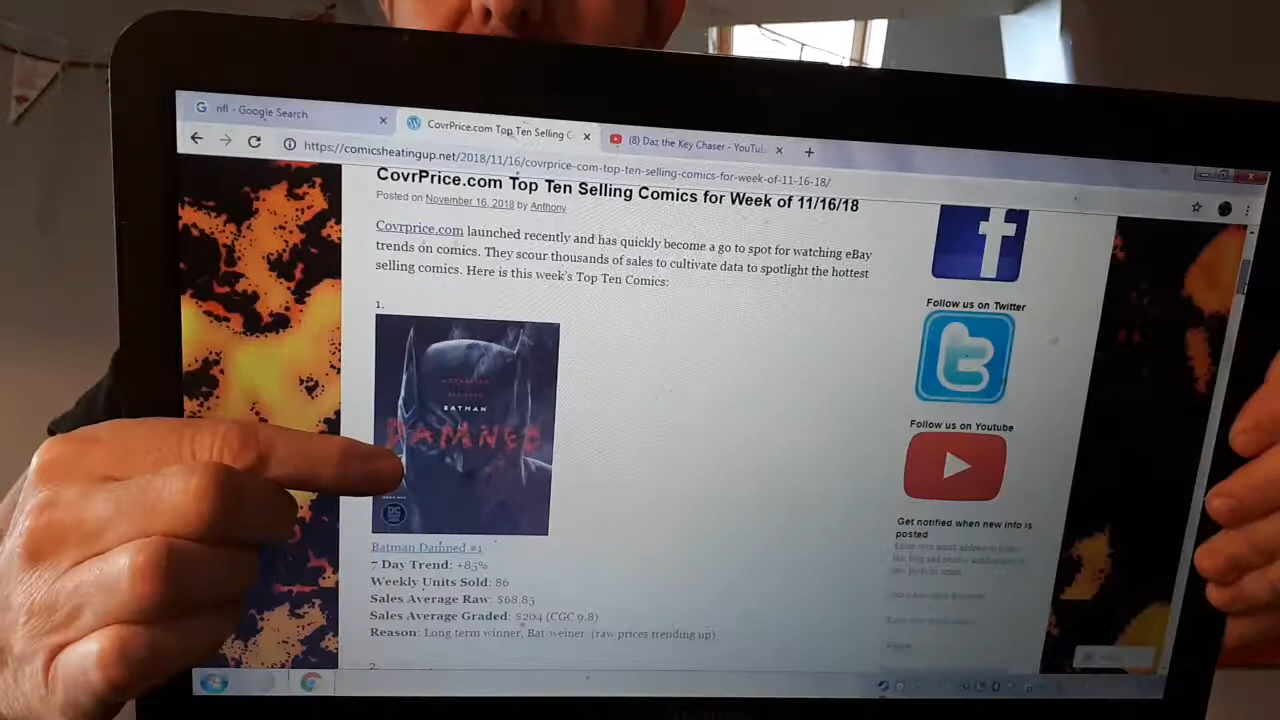 nfl - Google Search
CovrPrice.com Top Ten Selling C
(8) Daz the Key Chaser - YouTu
https://comicsheatingup.net/2018/11/16/covrprice-com-top-ten-selling-comics-for-week-of-11-16-18/
CovrPrice.com Top Ten Selling Comics for Week of 11/16/18
Posted on November 16, 2018 by Anthony
Covrprice.com launched recently and has quickly become a go to spot for watching eBay
trends on comics. They scour thousands of sales to cultivate data to spotlight the hottest
selling comics. Here is this week's Top Ten Comics:
1.
BATMAN
DAMNED
DC
Batman Damned #1
7 Day Trend: +85%
Weekly Units Sold: 86
Sales Average Raw: $68.85
Sales Average Graded: $204 (CGC 9.8)
Reason: Long term winner, Bat-weiner (raw prices trending up)
2.
Follow us on Twitter
Follow us on Youtube
Get notified when new info is
posted